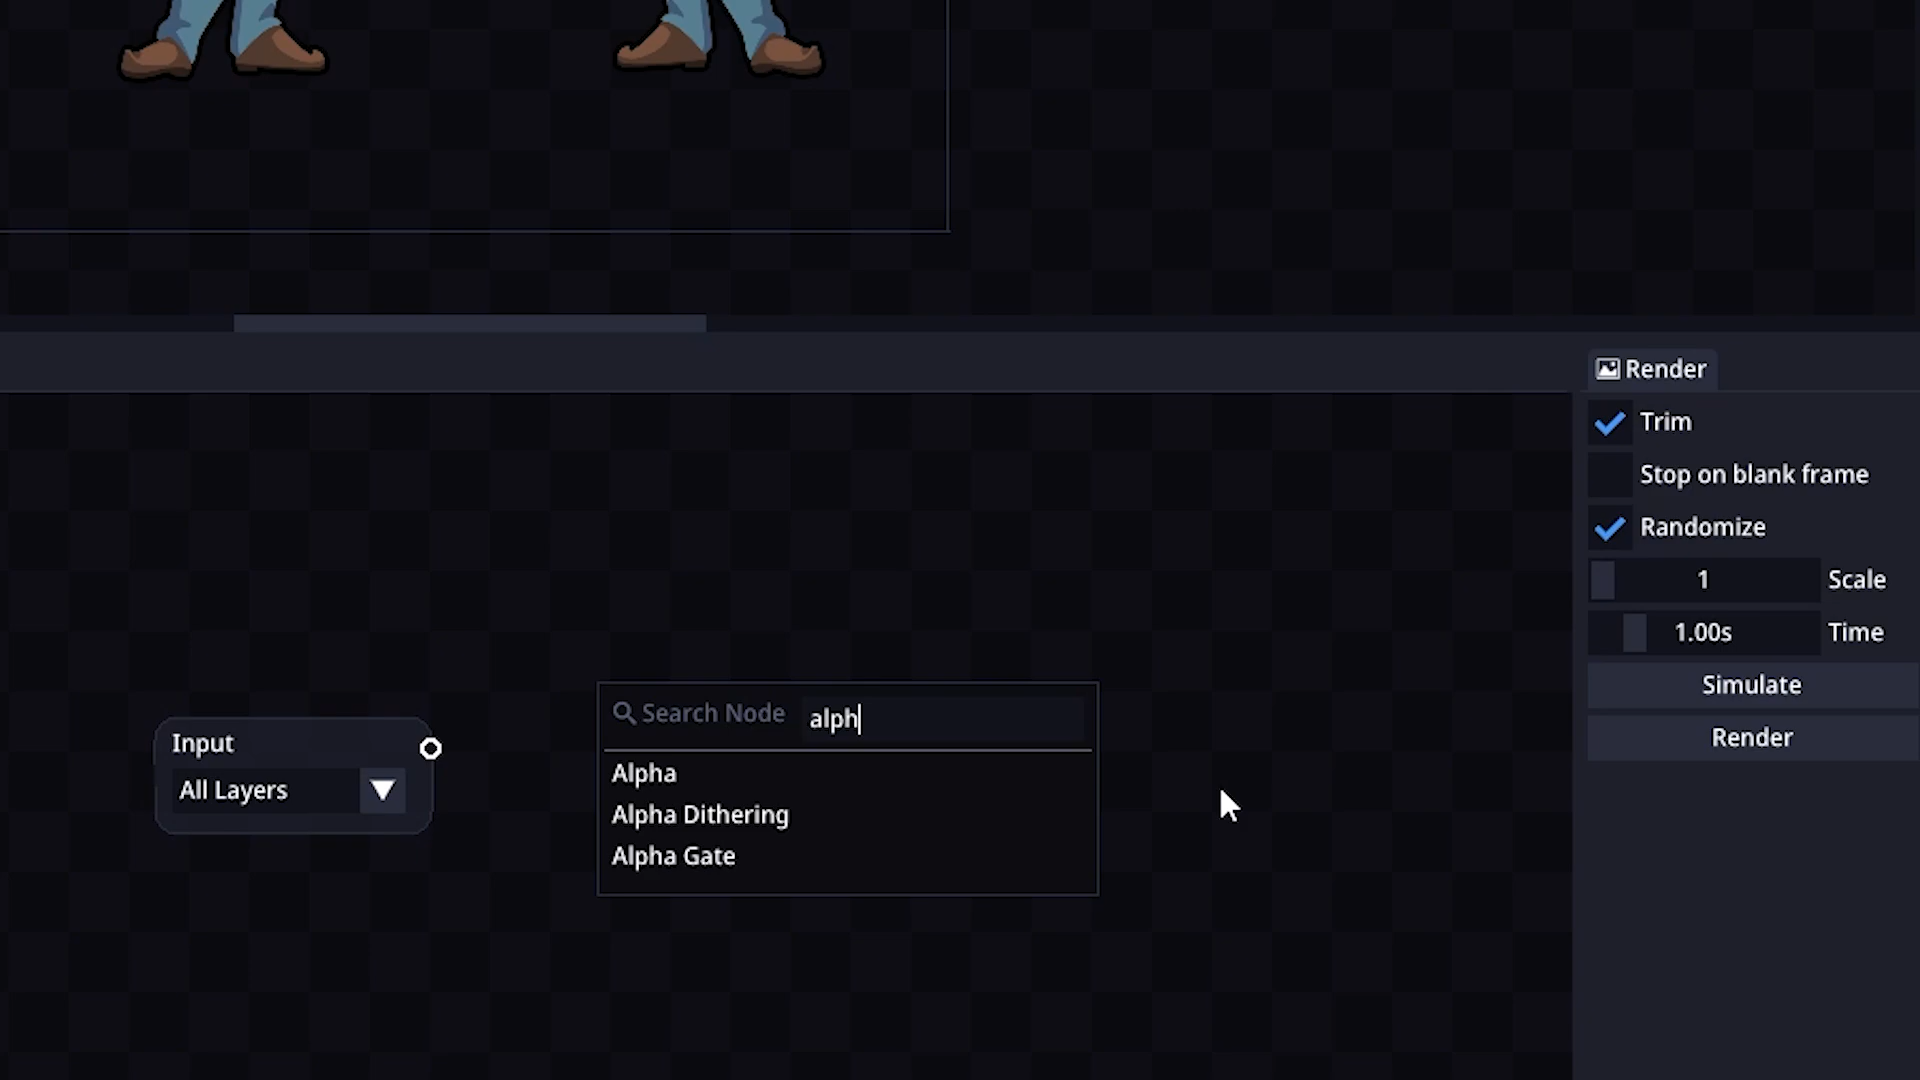 Render
Trim
Stop on blank frame
Randomize
1 Scale
1.00s Time
Simulate
Render
Input
All Layers
Search Node alph
Alpha
Alpha Dithering
Alpha Gate